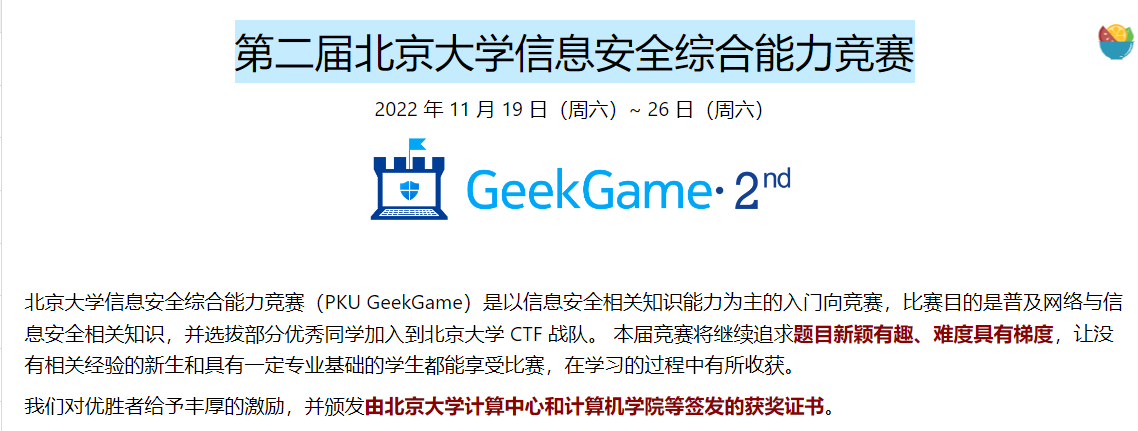 第二届北京大学信息安全综合能力竞赛
2022 年 11 月 19 日（周六）~ 26 日（周六）
GeekGame·2nd
北京大学信息安全综合能力竞赛（PKU GeekGame）是以信息安全相关知识能力为主的入门向竞赛，比赛目的是普及网络与信
息安全相关知识，并选拔部分优秀同学加入到北京大学 CTF 战队。 本届竞赛将继续追求题目新颖有趣、难度具有梯度，让没
有相关经验的新生和具有一定专业基础的学生都能享受比赛，在学习的过程中有所收获。
我们对优胜者给予丰厚的激励，并颁发由北京大学计算中心和计算机学院等签发的获奖证书。